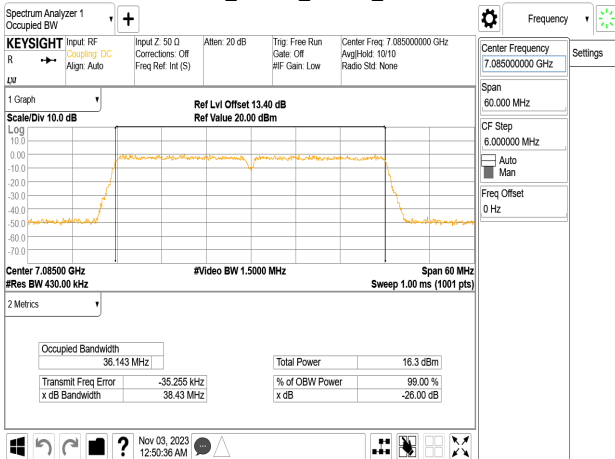 Spectrum Analyzer 1
Occupied BW
Frequency
KEYSIGHT
R
LXI
Input: RF
Coupling: DC
Align: Auto
Input Z: 50 Ω
Corrections: Off
Freq Ref: Int (S)
Atten: 20 dB
Trig: Free Run
Gate: Off
#IF Gain: Low
Center Freq: 7.085000000 GHz
Avg|Hold: 10/10
Radio Std: None
Center Frequency
7.085000000 GHz
Settings
Span
60.000 MHz
CF Step
6.000000 MHz
Auto
Man
Freq Offset
0 Hz
1 Graph
Scale/Div 10.0 dB
Ref Lvl Offset 13.40 dB
Ref Value 20.00 dBm
Log
10.0
0.00
-10.0
-20.0
-30.0
-40.0
-50.0
-60.0
-70.0
Center 7.08500 GHz
#Video BW 1.5000 MHz
Span 60 MHz
#Res BW 430.00 kHz
Sweep 1.00 ms (1001 pts)
2 Metrics
Occupied Bandwidth
36.143 MHz
Total Power 16.3 dBm
Transmit Freq Error -35.255 kHz
% of OBW Power 99.00 %
x dB Bandwidth 38.43 MHz
x dB -26.00 dB
?
Nov 03, 2023
12:50:36 AM